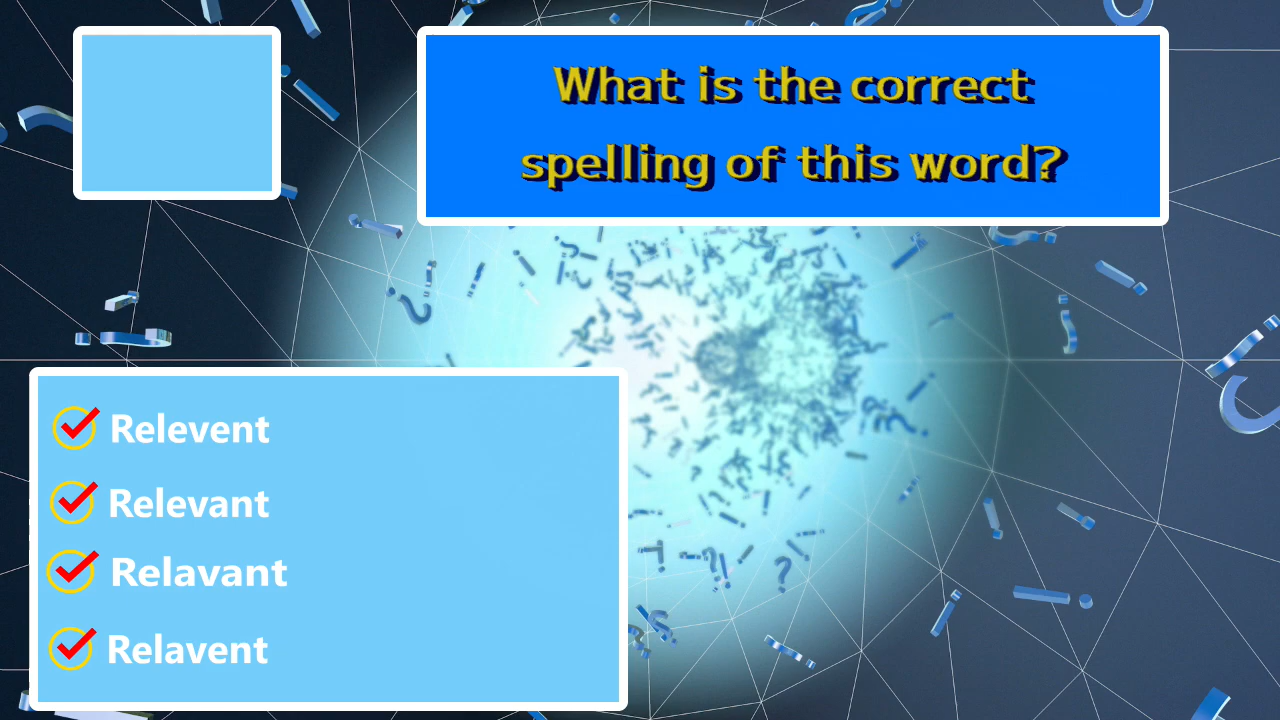 What is the correct
spelling of this word?
Relevent
Relevant
Relavant
Relavent